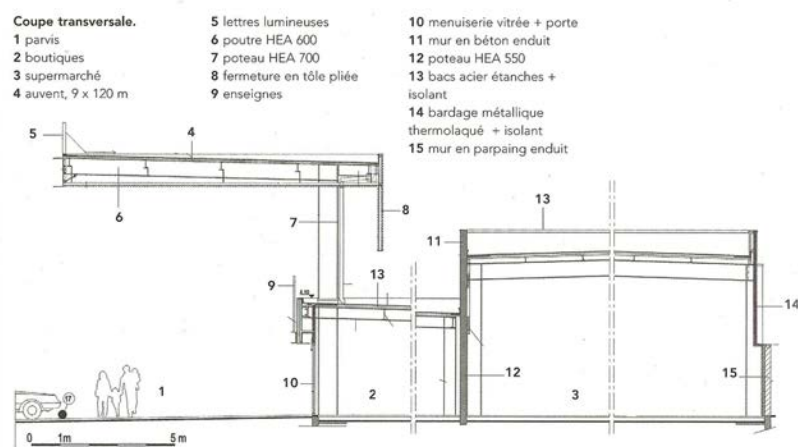 Coupe transversale.
1 parvis
2 boutiques
3 supermarché
4 auvent, 9 x 120 m
5 lettres lumineuses
6 poutre HEA 600
7 poteau HEA 700
8 fermeture en tôle pliée
9 enseignes
10 menuiserie vitrée + porte
11 mur en béton enduit
12 poteau HEA 550
13 bacs acier étanches +
isolant
14 bardage métallique
thermolaqué + isolant
15 mur en parpaing enduit
5
4
6
13
8
7
11
13
9
14
10
1
2
12
3
15
17
0 1m 5 m